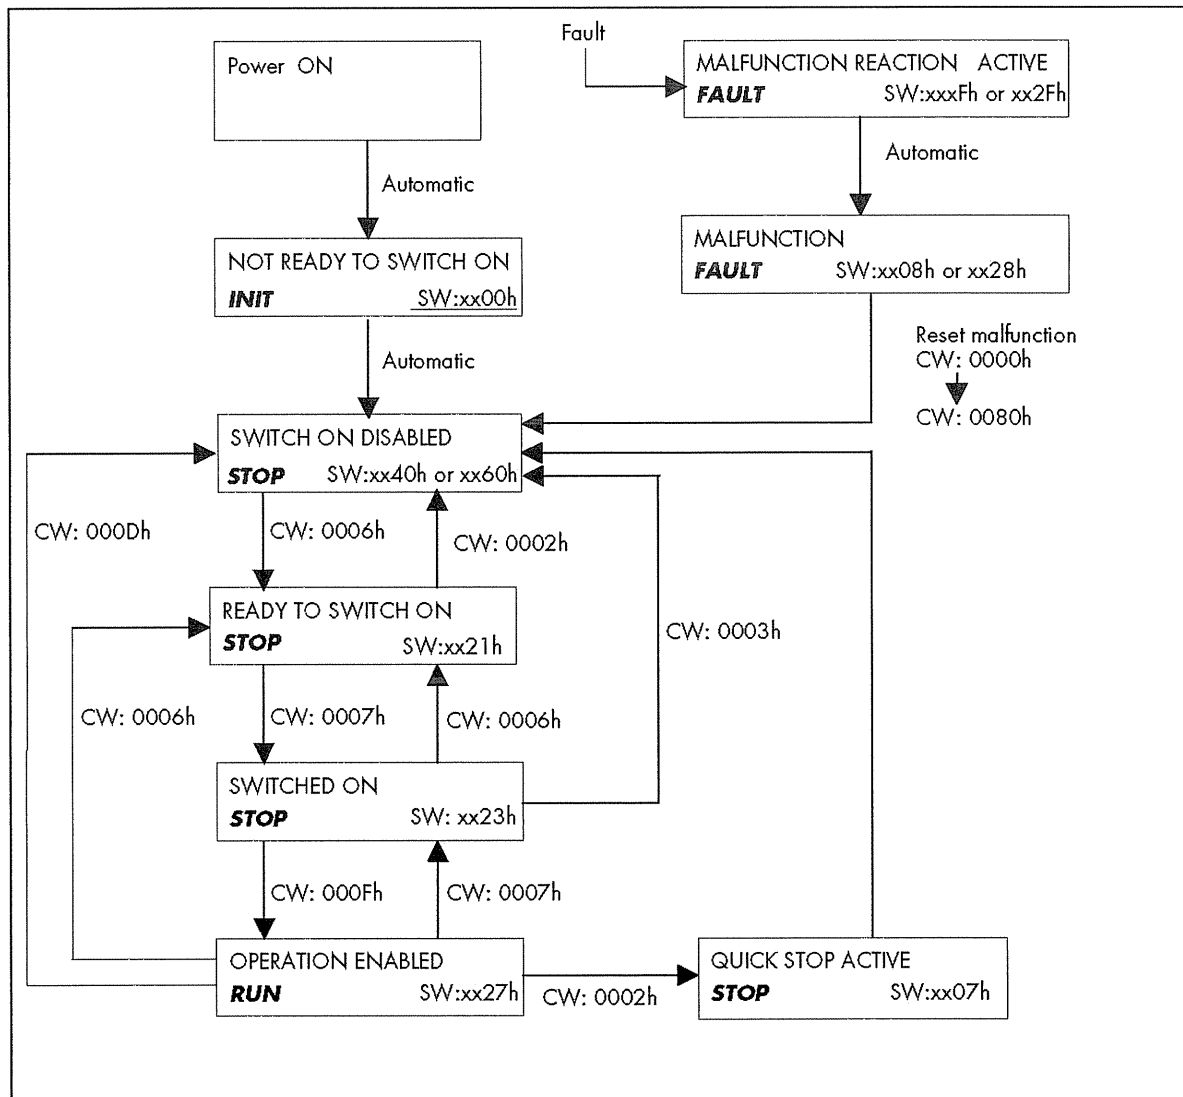 Power ON
Automatic
NOT READY TO SWITCH ON
INIT SW:xx00h
Automatic
Fault
MALFUNCTION REACTION ACTIVE
FAULT SW:xxxFh or xx2Fh
Automatic
MALFUNCTION
FAULT SW:xx08h or xx28h
Reset malfunction
CW: 0000h
CW: 0080h
SWITCH ON DISABLED
STOP SW:xx40h or xx60h
CW: 000Dh
CW: 0006h
CW: 0002h
READY TO SWITCH ON
STOP SW:xx21h
CW: 0003h
CW: 0006h
CW: 0007h
CW: 0006h
SWITCHED ON
STOP SW: xx23h
CW: 000Fh
CW: 0007h
OPERATION ENABLED
RUN SW:xx27h
CW: 0002h
QUICK STOP ACTIVE
STOP SW:xx07h